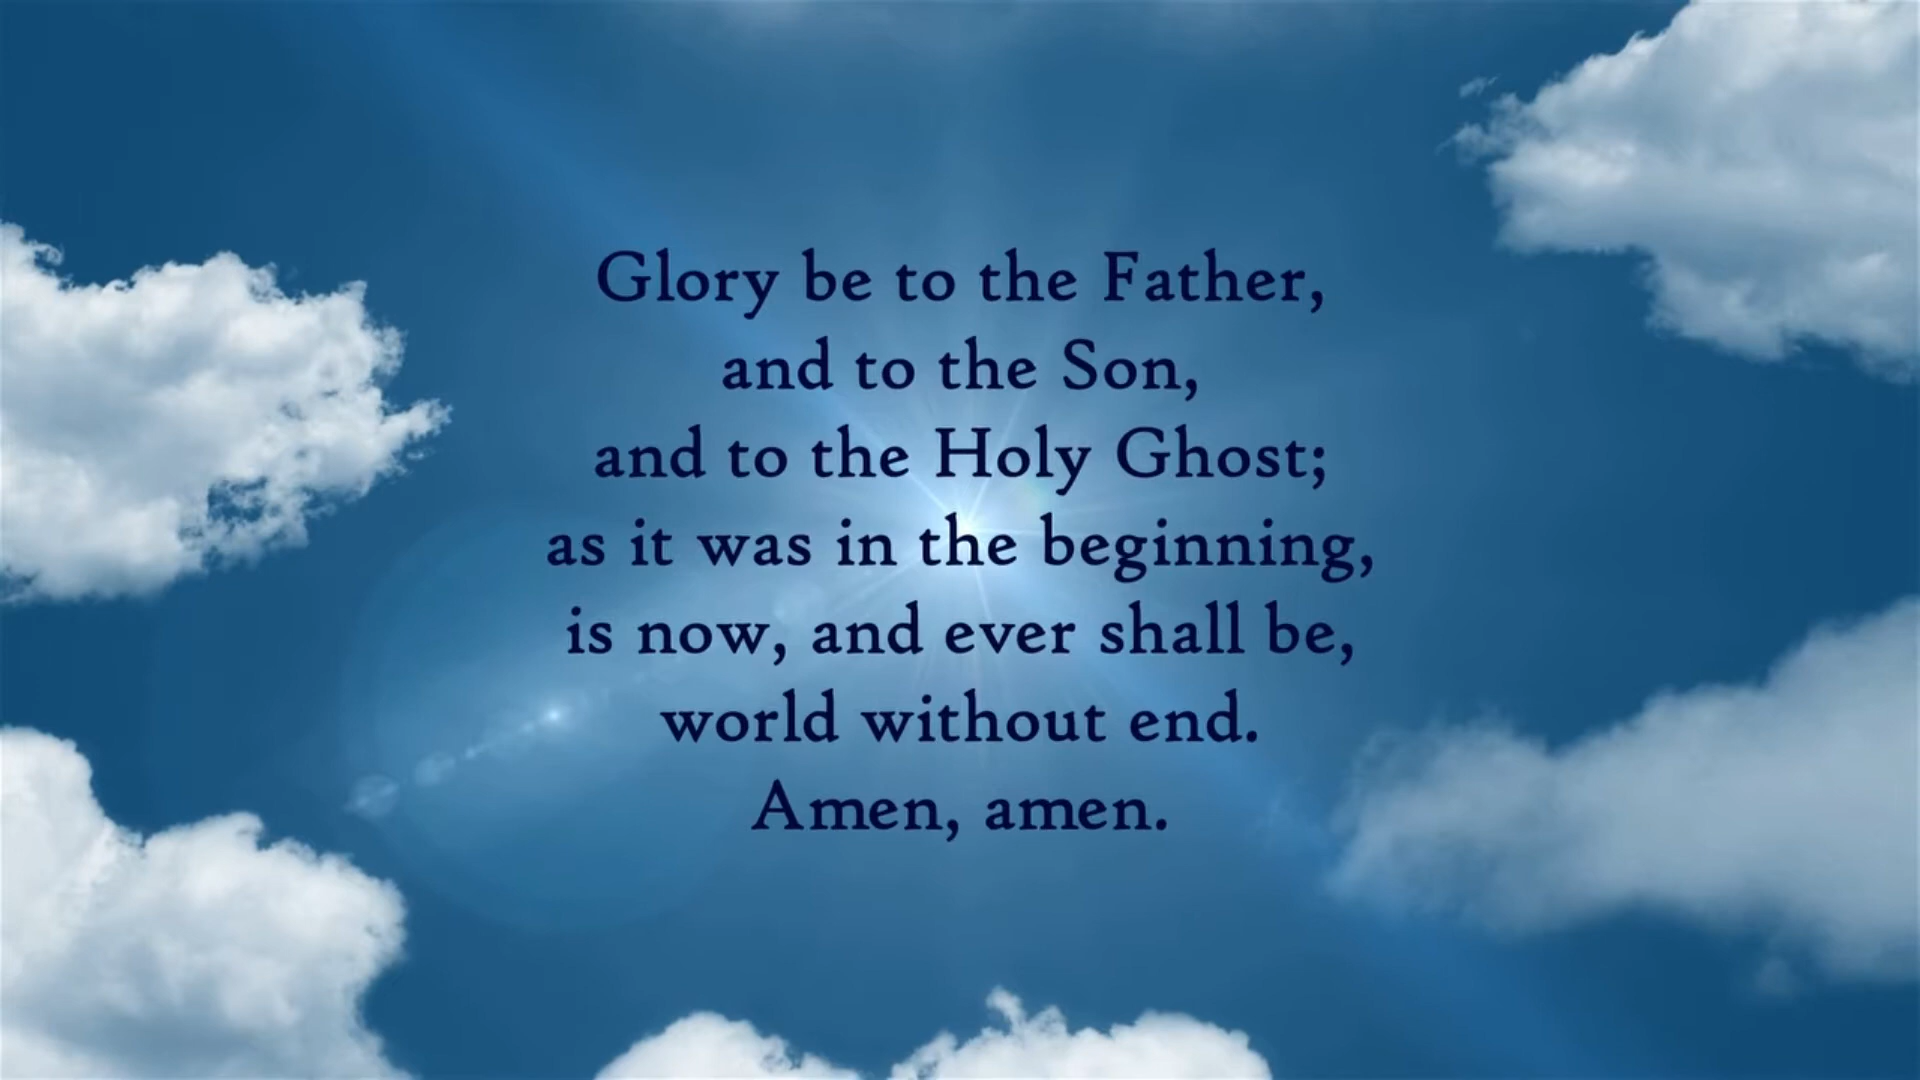 Glory be to the Father,
and to the Son,
and to the Holy Ghost;
as it was in the beginning,
is now, and ever shall be,
world without end.
Amen, amen.